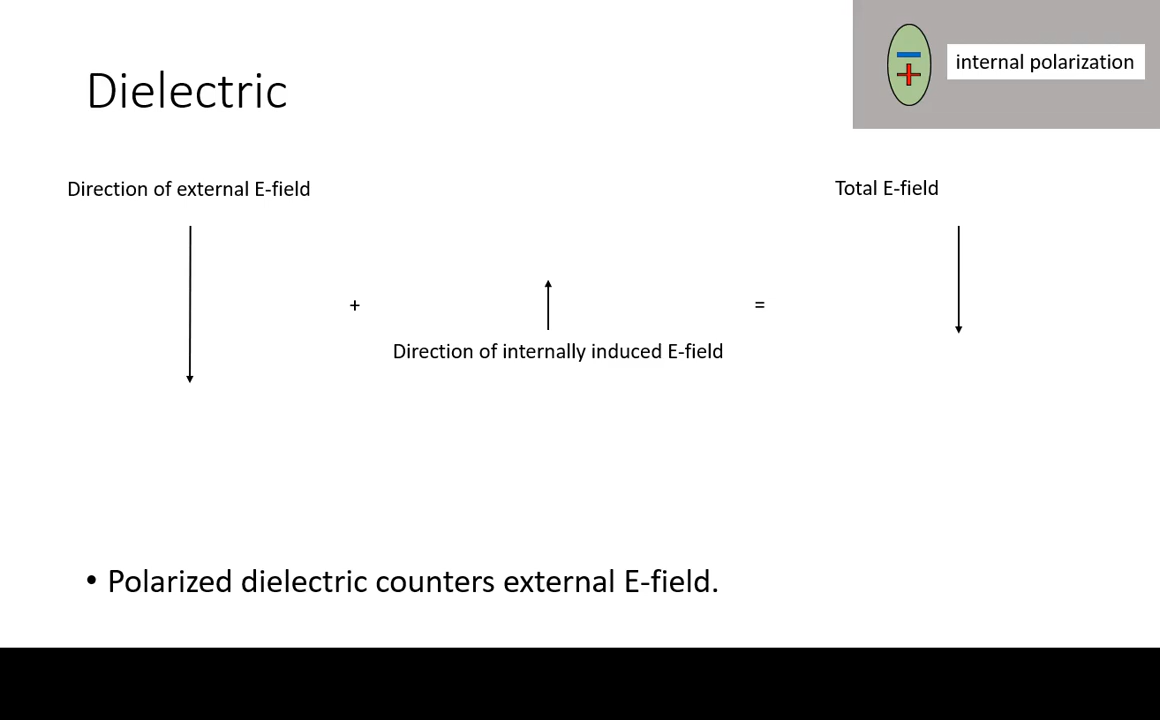 internal polarization
Dielectric
Direction of external E-field
Total E-field
+
=
Direction of internally induced E-field
• Polarized dielectric counters external E-field.